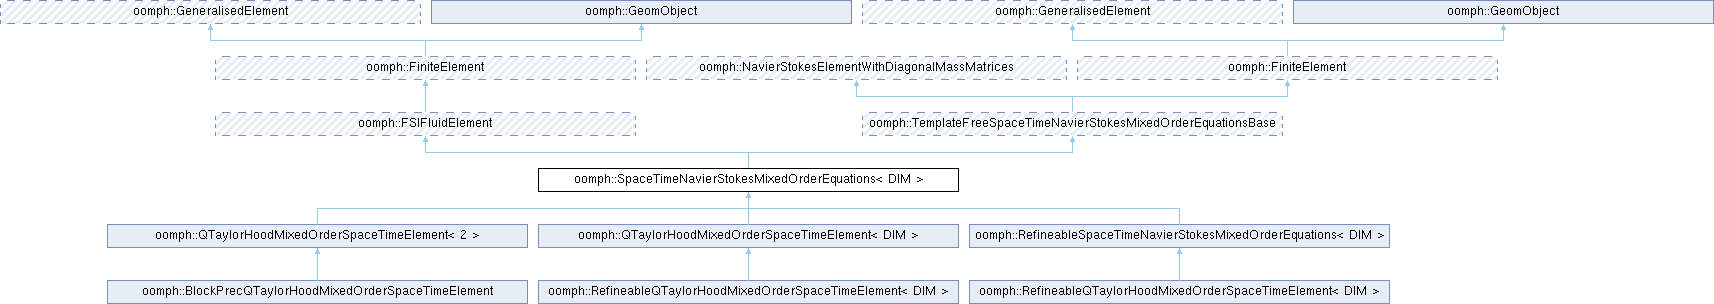 oomph::GeneralisedElement
oomph::GeomObject
oomph::GeneralisedElement
oomph::GeomObject
oomph::FiniteElement
oomph::NavierStokesElementWithDiagonalMassMatrices
oomph::FiniteElement
oomph::FSIFluidElement
oomph::TemplateFreeSpaceTimeNavierStokesMixedOrderEquationsBase
oomph::SpaceTimeNavierStokesMixedOrderEquations< DIM >
oomph::QTaylorHoodMixedOrderSpaceTimeElement< 2 >
oomph::QTaylorHoodMixedOrderSpaceTimeElement< DIM >
oomph::RefineableSpaceTimeNavierStokesMixedOrderEquations< DIM >
oomph::BlockPrecQTaylorHoodMixedOrderSpaceTimeElement
oomph::RefineableQTaylorHoodMixedOrderSpaceTimeElement< DIM >
oomph::RefineableQTaylorHoodMixedOrderSpaceTimeElement< DIM >